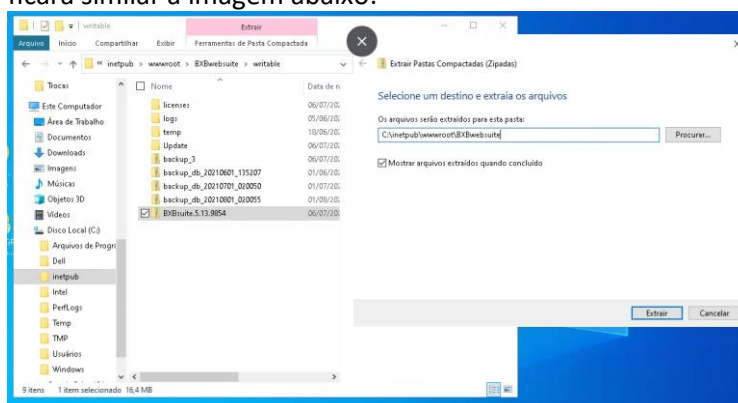 ficará similar a imagem abaixo:
writable
Extrair
Arquivo Início Compartilhar Exibir Ferramentas de Pasta Compactada
inetpub > wwwroot > BXBwebsuite > writable
Trocas
Este Computador
Área de Trabalho
Documentos
Downloads
Imagens
Músicas
Objetos 3D
Vídeos
Disco Local (C:)
Arquivos de Progra
Dell
inetpub
Intel
PerfLogs
Temp
TMP
Usuários
Windows
Nome Data de n
licenses 06/07/20
logs 05/06/20
temp 10/06/20
Update 06/07/20
backup_3 06/07/20
backup_db_20210601_135207 01/06/20
backup_db_20210701_020050 01/07/20
backup_db_20210801_020055 01/08/20
BXBsuite.5.13.9854 06/07/20
9 itens 1 item selecionado 16,4 MB
Extrair Pastas Compactadas (Zipadas)
Selecione um destino e extraia os arquivos
Os arquivos serão extraídos para esta pasta:
C:\inetpub\wwwroot\BXBwebsuite Procurar...
Mostrar arquivos extraídos quando concluído
Extrair Cancelar